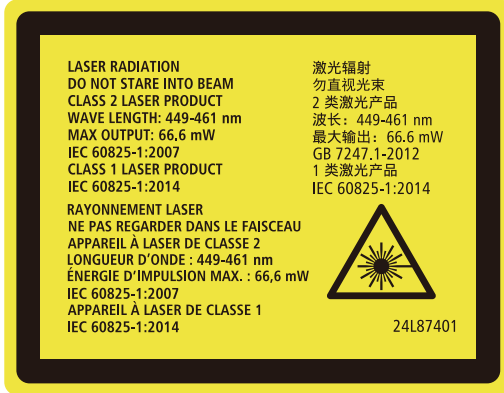 LASER RADIATION
DO NOT STARE INTO BEAM
CLASS 2 LASER PRODUCT
WAVE LENGTH: 449-461 nm
MAX OUTPUT: 66,6 mW
IEC 60825-1:2007
CLASS 1 LASER PRODUCT
IEC 60825-1:2014
RAYONNEMENT LASER
NE PAS REGARDER DANS LE FAISCEAU
APPAREIL À LASER DE CLASSE 2
LONGUEUR D'ONDE : 449-461 nm
ÉNERGIE D'IMPULSION MAX. : 66,6 mW
IEC 60825-1:2007
APPAREIL À LASER DE CLASSE 1
IEC 60825-1:2014
激光辐射
勿直视光束
2 类激光产品
波长：449-461 nm
最大输出：66.6 mW
GB 7247.1-2012
1 类激光产品
IEC 60825-1:2014
24L87401